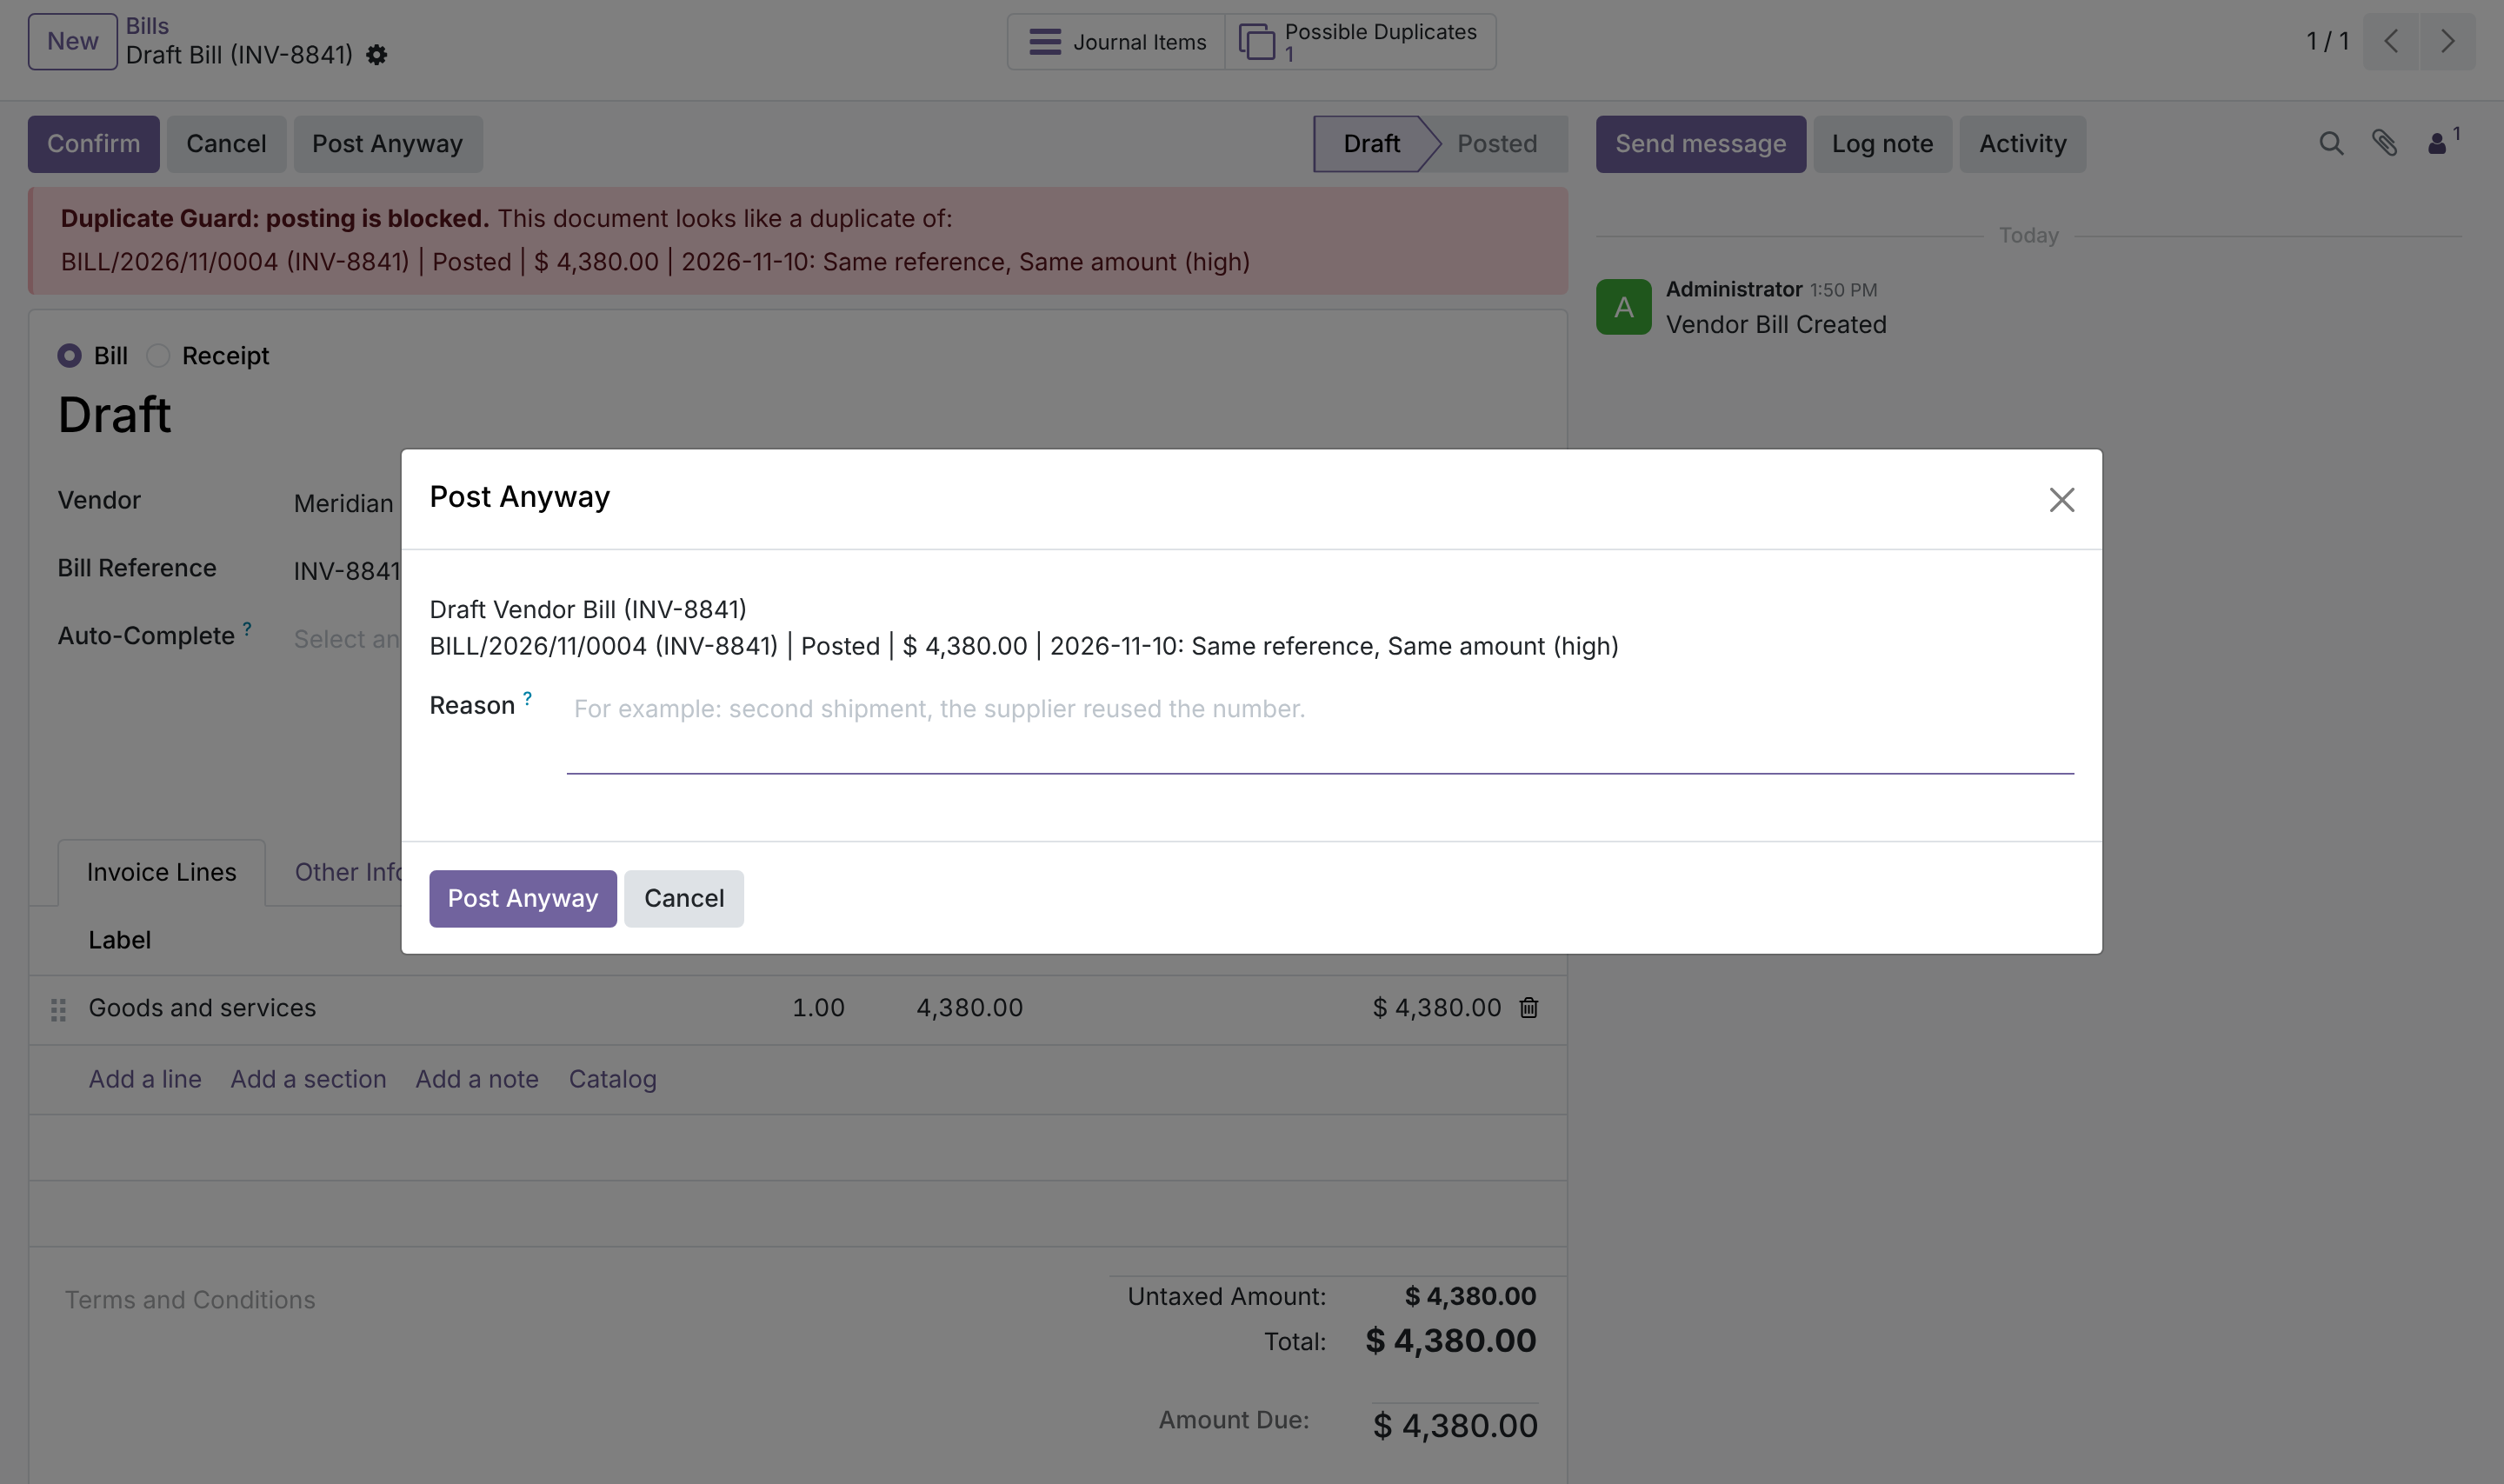 New
Bills
Draft Bill (INV-8841)
Journal Items
Possible Duplicates
1
1 / 1
Confirm
Cancel
Post Anyway
Draft
Posted
Send message
Log note
Activity
1
Duplicate Guard: posting is blocked. This document looks like a duplicate of:
BILL/2026/11/0004 (INV-8841) | Posted | $ 4,380.00 | 2026-11-10: Same reference, Same amount (high)
Today
A
Administrator 1:50 PM
Vendor Bill Created
Bill
Receipt
Draft
Vendor
Meridian
Bill Reference
INV-8841
Auto-Complete ?
Select an
Post Anyway
Draft Vendor Bill (INV-8841)
BILL/2026/11/0004 (INV-8841) | Posted | $ 4,380.00 | 2026-11-10: Same reference, Same amount (high)
Reason ?
For example: second shipment, the supplier reused the number.
Post Anyway
Cancel
Invoice Lines
Other Info
Label
Goods and services
1.00
4,380.00
$ 4,380.00
Add a line
Add a section
Add a note
Catalog
Terms and Conditions
Untaxed Amount:
$ 4,380.00
Total:
$ 4,380.00
Amount Due:
$ 4,380.00